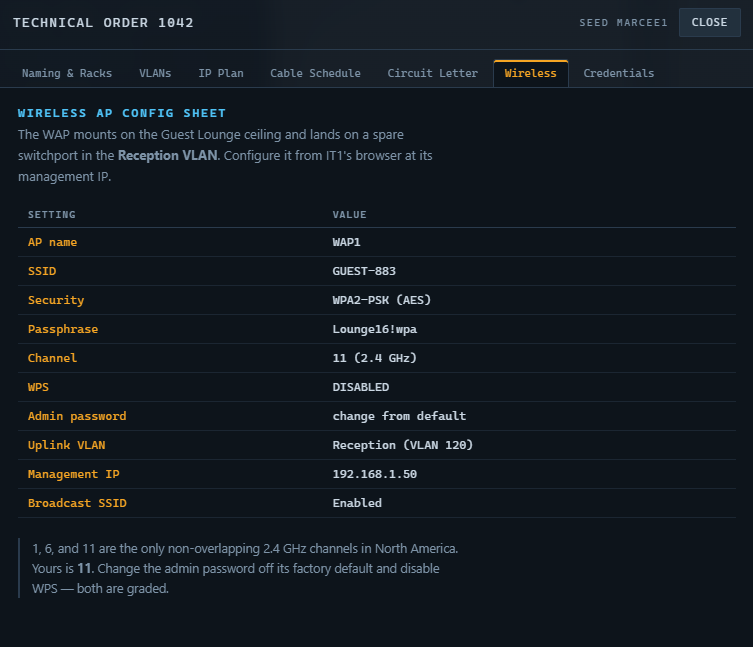 TECHNICAL ORDER 1042
SEED MARCEE1
CLOSE
Naming & Racks
VLANs
IP Plan
Cable Schedule
Circuit Letter
Wireless
Credentials
WIRELESS AP CONFIG SHEET
The WAP mounts on the Guest Lounge ceiling and lands on a spare
switchport in the Reception VLAN. Configure it from IT1's browser at its
management IP.
SETTING VALUE
AP name WAP1
SSID GUEST-883
Security WPA2-PSK (AES)
Passphrase Lounge16!wpa
Channel 11 (2.4 GHz)
WPS DISABLED
Admin password change from default
Uplink VLAN Reception (VLAN 120)
Management IP 192.168.1.50
Broadcast SSID Enabled
1, 6, and 11 are the only non-overlapping 2.4 GHz channels in North America.
Yours is 11. Change the admin password off its factory default and disable
WPS — both are graded.